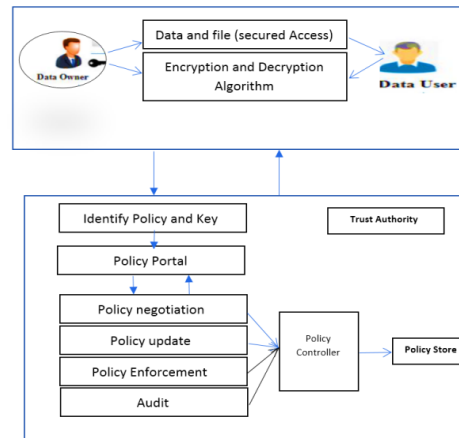 Data and file (secured Access)
Encryption and Decryption
Algorithm
Data Owner
Data User
Identify Policy and Key
Trust Authority
Policy Portal
Policy negotiation
Policy update
Policy Enforcement
Audit
Policy
Controller
Policy Store